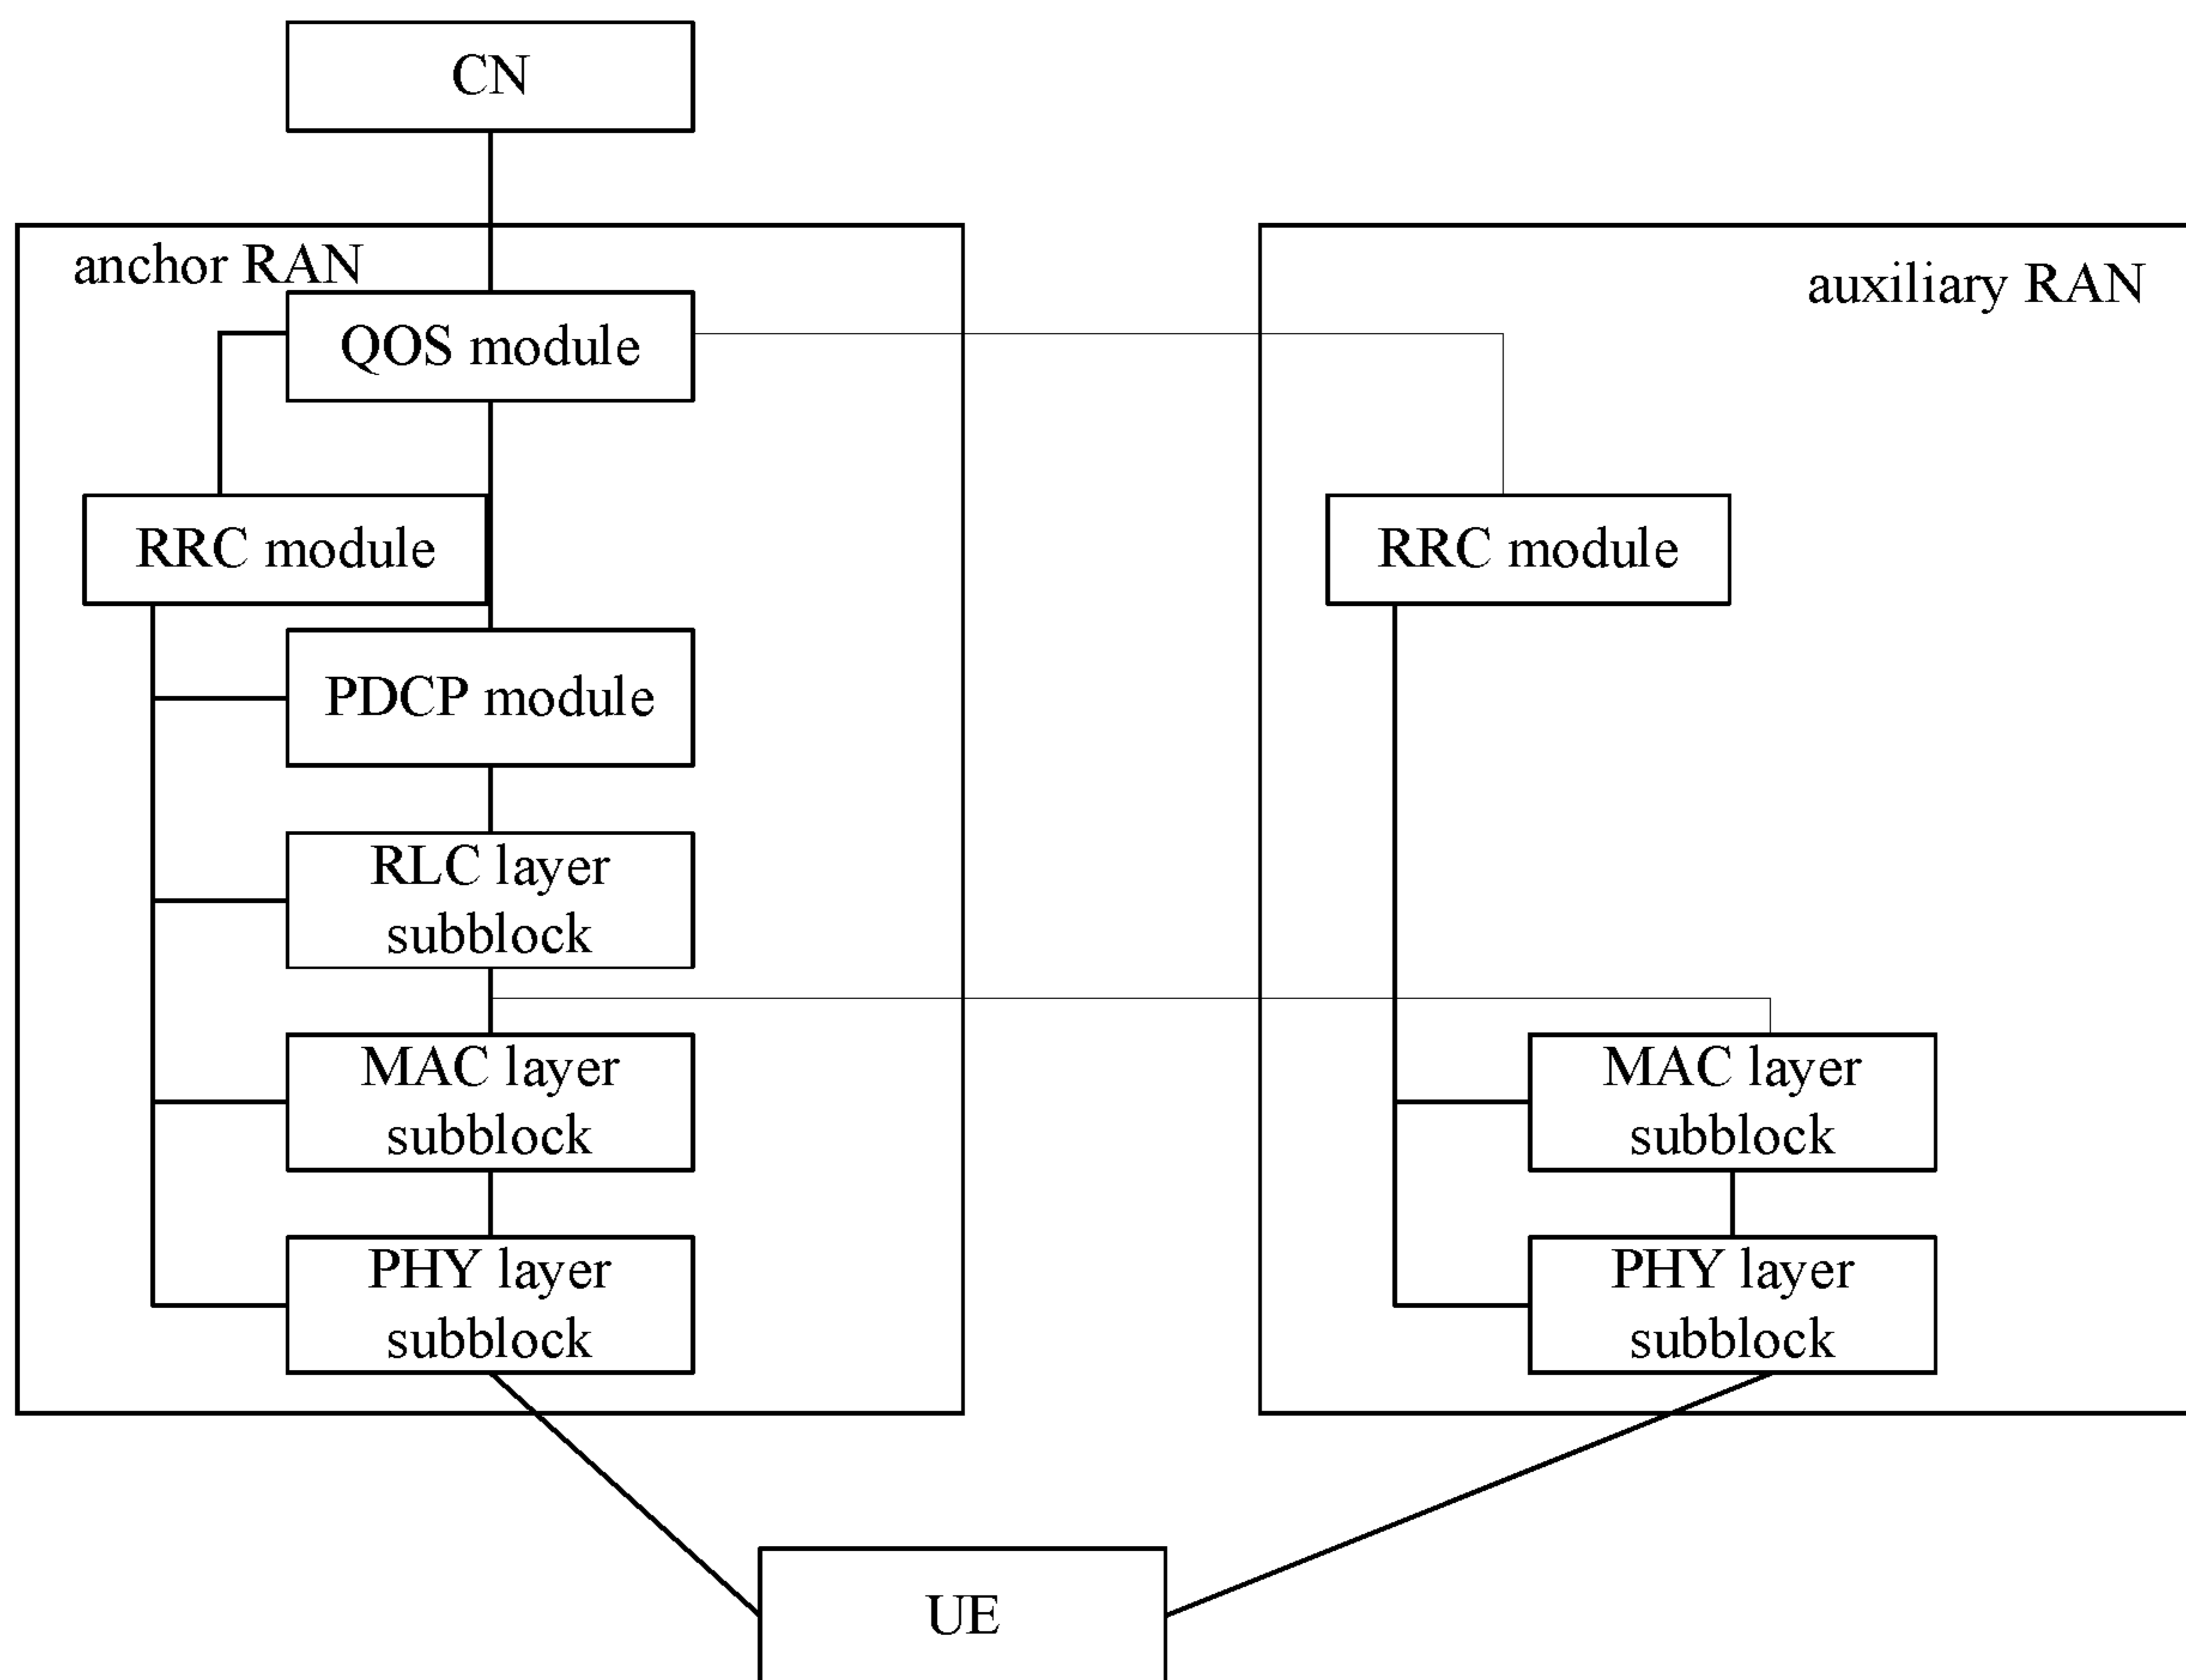 CN
anchor RAN
auxiliary RAN
QOS module
RRC module
RRC module
PDCP module
RLC layer
subblock
MAC layer
subblock
MAC layer
subblock
PHY layer
subblock
PHY layer
subblock
UE